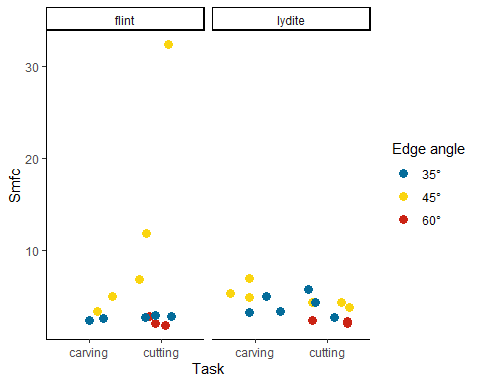 flint
lydite
30
20
10
Smfc
carving
cutting
carving
cutting
Task
Edge angle
35°
45°
60°